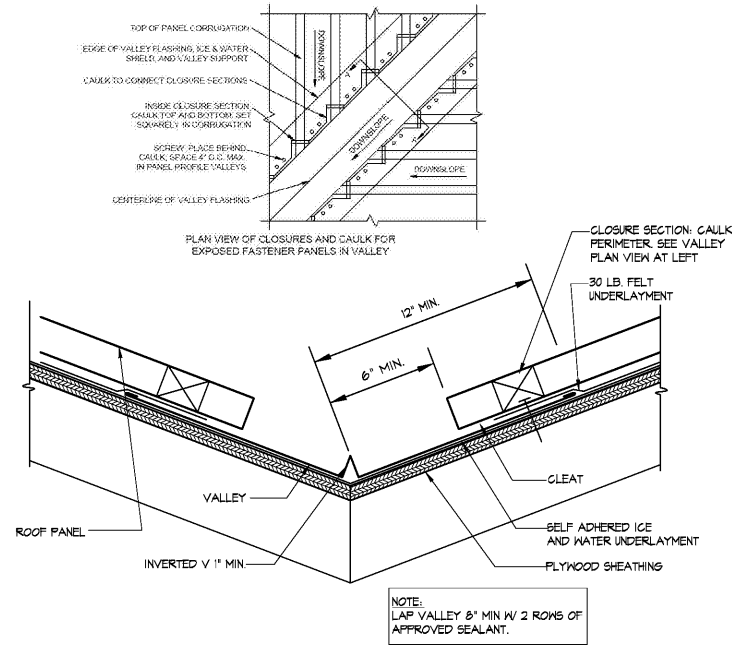 TOP OF PANEL CORRUGATION
EDGE OF VALLEY FLASHING, ICE & WATER
SHIELD, AND VALLEY SUPPORT
CAULK TO CONNECT CLOSURE SECTIONS
INSIDE CLOSURE SECTION
CAULK TOP AND BOTTOM, SET
SQUARELY IN CORRUGATION
SCREW, PLACE BEHIND
CAULK, SPACE 4" O.C. MAX.
IN PANEL PROFILE VALLEYS
CENTERLINE OF VALLEY FLASHING
DOWNSLOPE
DOWNSLOPE
DOWNSLOPE
PLAN VIEW OF CLOSURES AND CAULK FOR
EXPOSED FASTENER PANELS IN VALLEY
CLOSURE SECTION: CAULK
PERIMETER. SEE VALLEY
PLAN VIEW AT LEFT
30 LB. FELT
UNDERLAYMENT
12" MIN.
6" MIN.
CLEAT
VALLEY
ROOF PANEL
INVERTED V 1" MIN.
SELF ADHERED ICE
AND WATER UNDERLAYMENT
PLYWOOD SHEATHING
NOTE:
LAP VALLEY 8" MIN W/ 2 ROWS OF
APPROVED SEALANT.